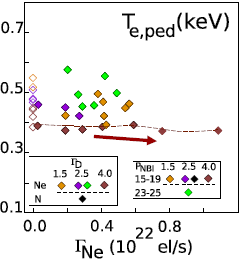 T_e,ped(keV)
0.7
0.5
0.3
0.1
Γ_D
1.5 2.5 4.0
Ne
N
P_NBI
1.5 2.5 4.0
15-19
23-25
0.0 0.4 0.8
Γ_Ne (10^22 el/s)